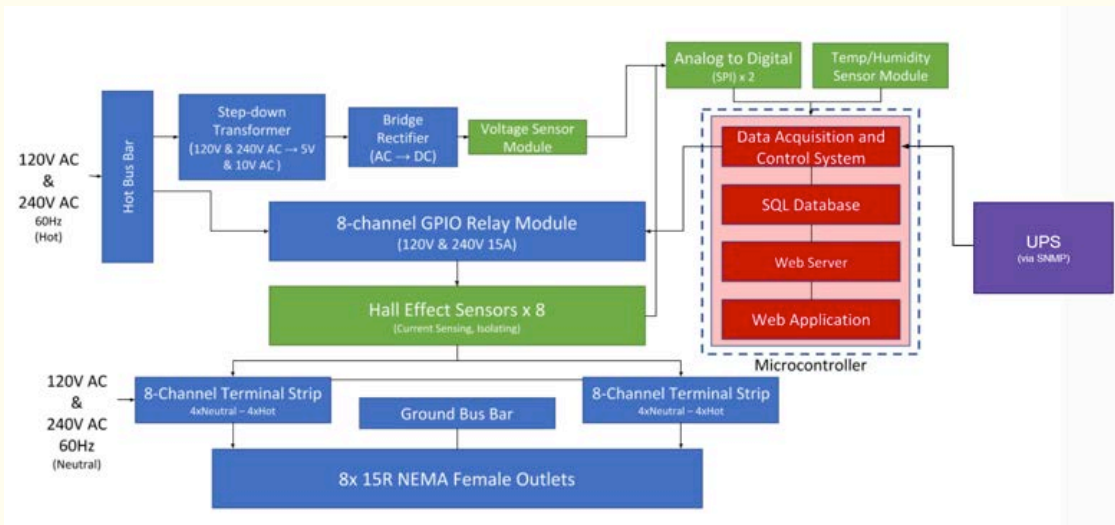 Analog to Digital
(SPI) x 2
Temp/Humidity
Sensor Module
Step-down
Transformer
(120V & 240V AC → 5V
& 10V AC )
Bridge
Rectifier
(AC → DC)
Voltage Sensor
Module
120V AC
&
240V AC
60Hz
(Hot)
Hot Bus Bar
Data Acquisition and
Control System
SQL Database
Web Server
Web Application
Microcontroller
UPS
(via SNMP)
8-channel GPIO Relay Module
(120V & 240V 15A)
Hall Effect Sensors x 8
(Current Sensing, Isolating)
120V AC
&
240V AC
60Hz
(Neutral)
8-Channel Terminal Strip
4xNeutral – 4xHot
Ground Bus Bar
8-Channel Terminal Strip
4xNeutral – 4xHot
8x 15R NEMA Female Outlets